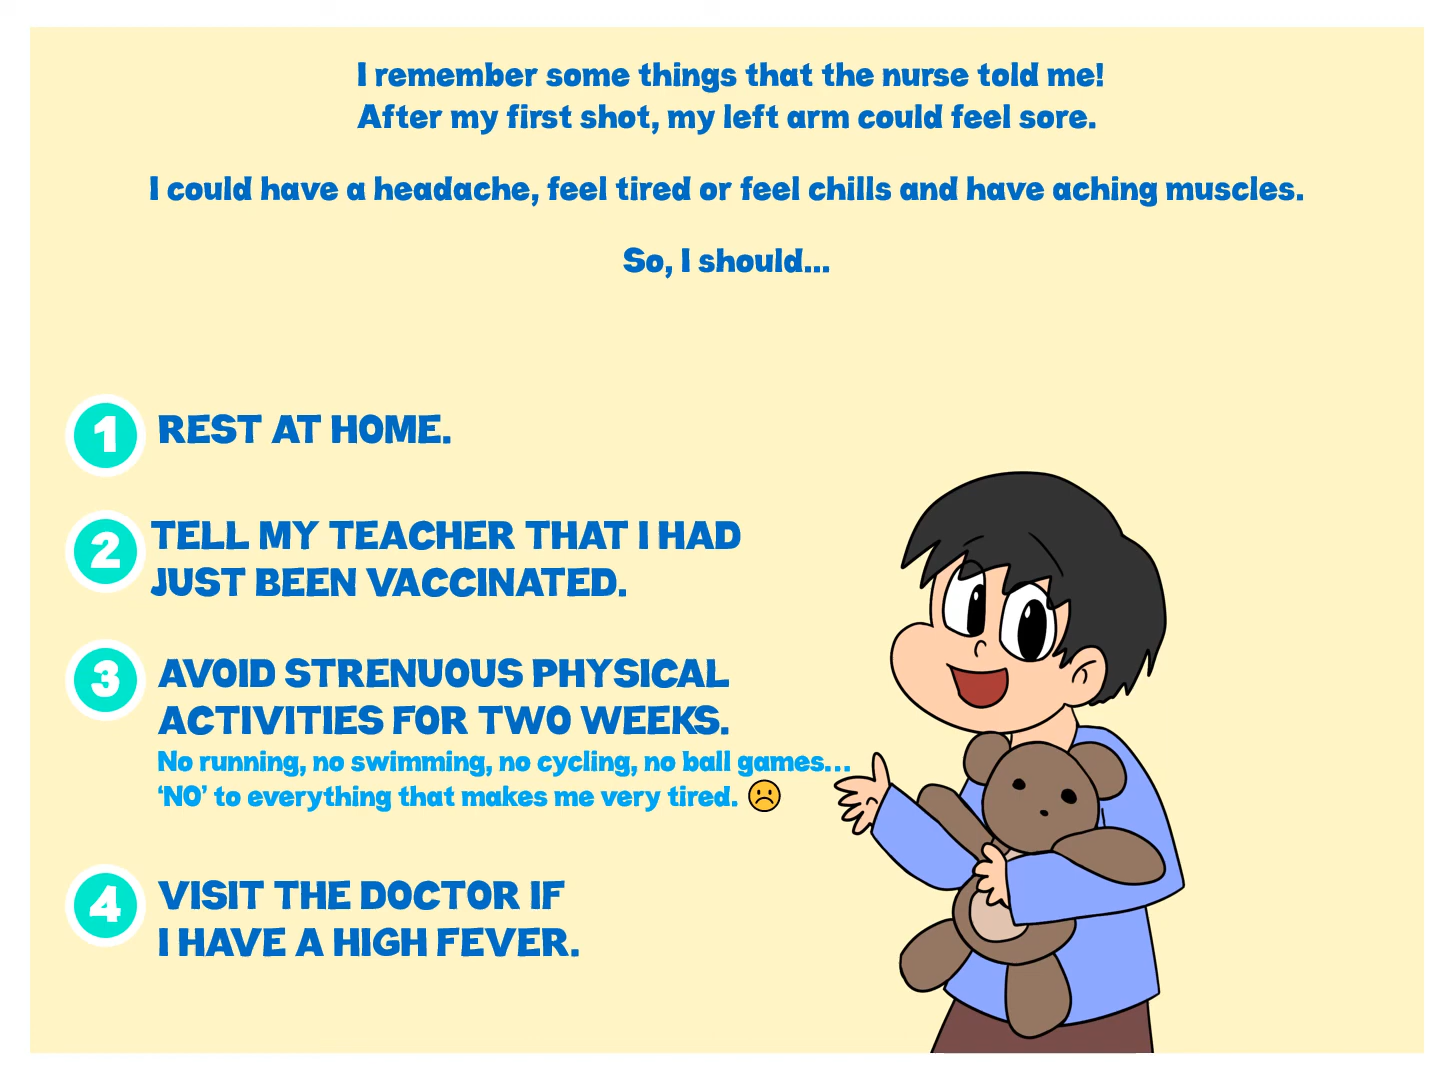 I remember some things that the nurse told me!
After my first shot, my left arm could feel sore.
I could have a headache, feel tired or feel chills and have aching muscles.
So, I should...
1 REST AT HOME.
2 TELL MY TEACHER THAT I HAD
JUST BEEN VACCINATED.
3 AVOID STRENUOUS PHYSICAL
ACTIVITIES FOR TWO WEEKS.
No running, no swimming, no cycling, no ball games...
‘NO’ to everything that makes me very tired.
4 VISIT THE DOCTOR IF
I HAVE A HIGH FEVER.